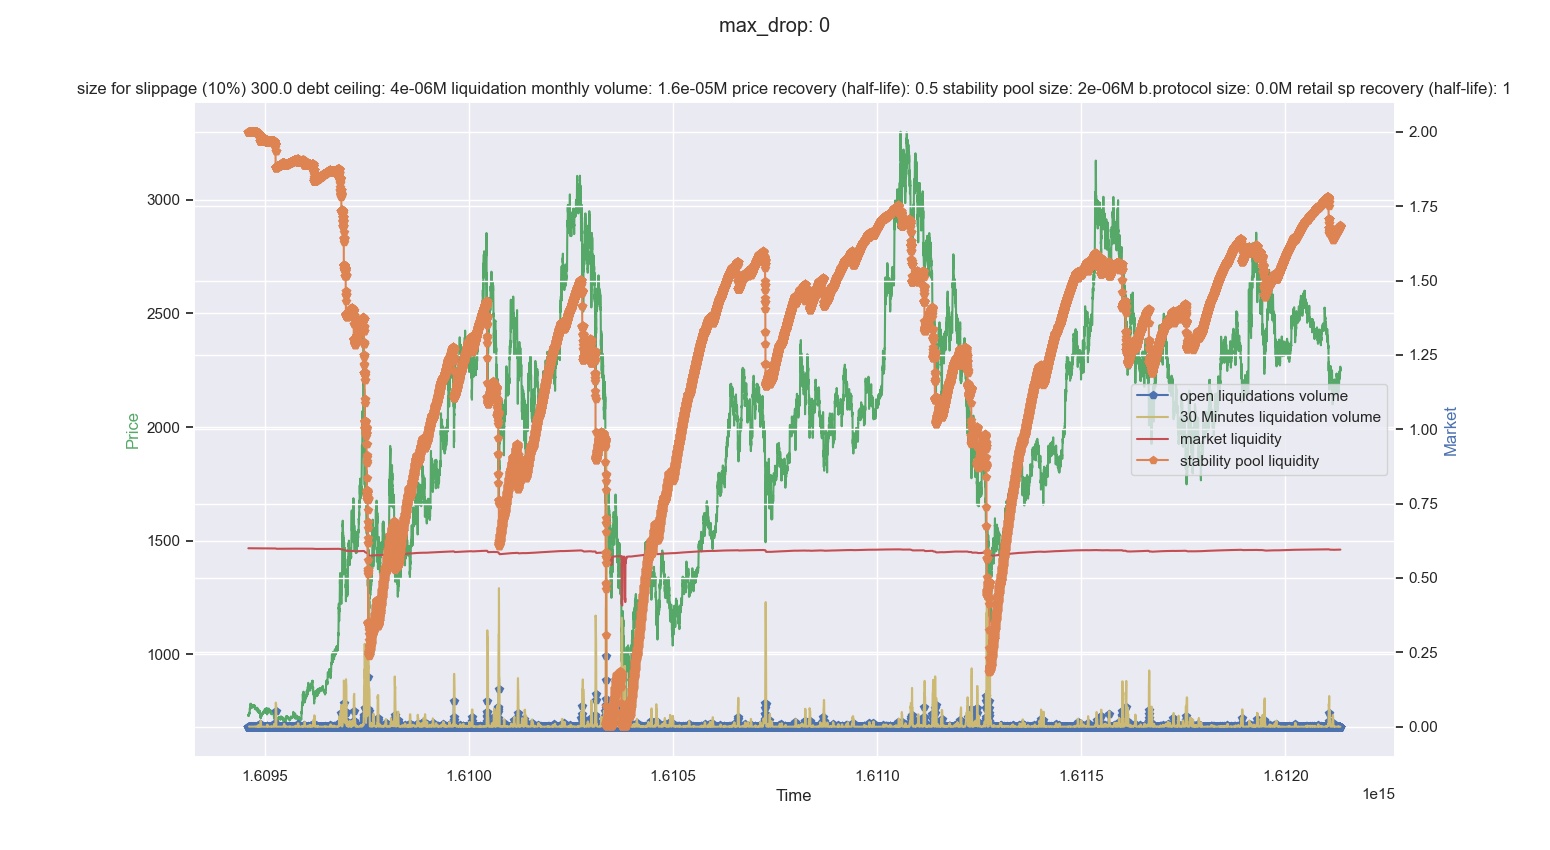 max_drop: 0
size for slippage (10%) 300.0 debt ceiling: 4e-06M liquidation monthly volume: 1.6e-05M price recovery (half-life): 0.5 stability pool size: 2e-06M b.protocol size: 0.0M retail sp recovery (half-life): 1
3000
2500
2000
1500
1000
Price
2.00
1.75
1.50
1.25
1.00
0.75
0.50
0.25
0.00
Market
open liquidations volume
30 Minutes liquidation volume
market liquidity
stability pool liquidity
1.6095 1.6100 1.6105 1.6110 1.6115 1.6120
Time
1e15